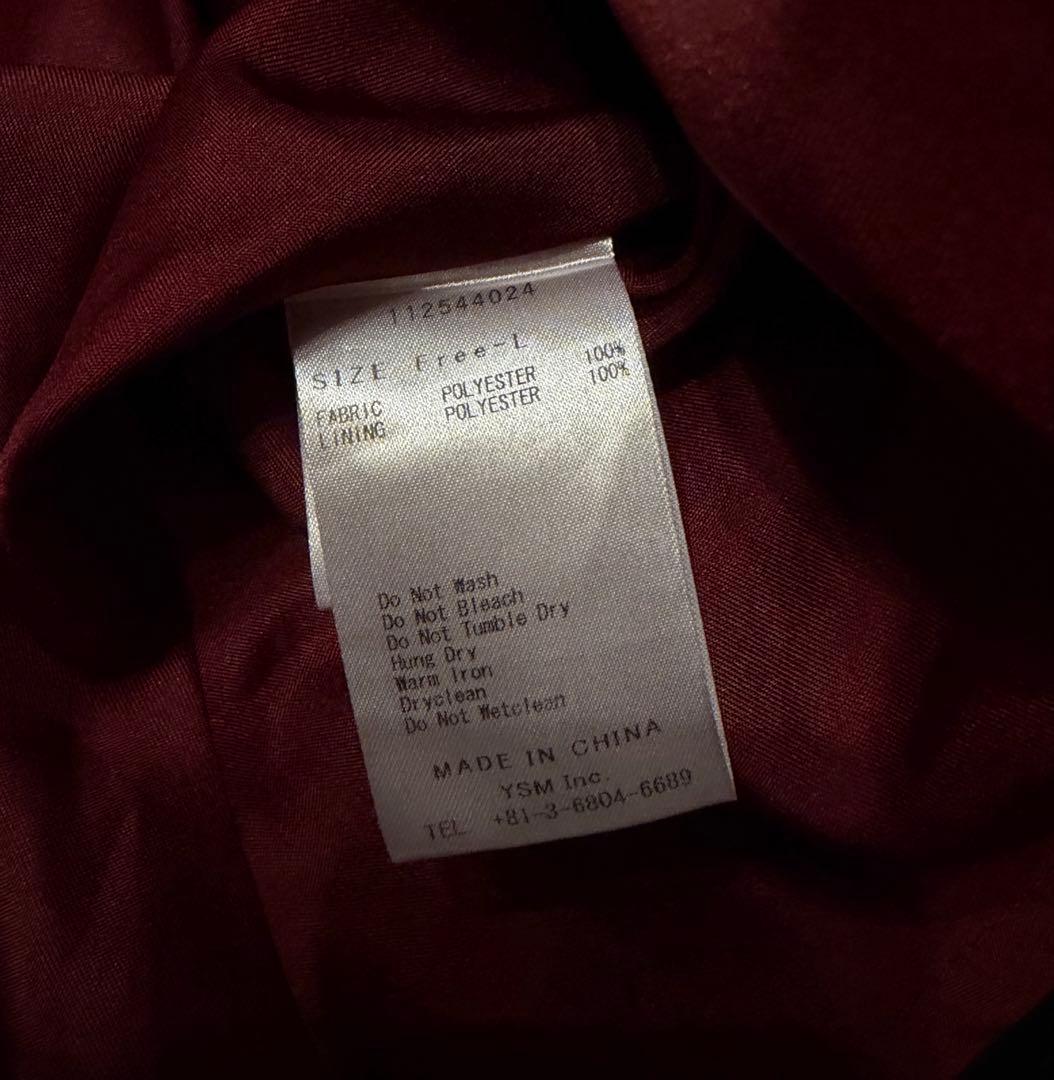 112544024
SIZE Free-L
FABRIC POLYESTER 100%
LINING POLYESTER 100%
Do Not Wash
Do Not Bleach
Do Not Tumble Dry
Hung Dry
Warm Iron
Dryclean
Do Not Wetclean
MADE IN CHINA
YSM Inc.
TEL +81-3-6804-6689